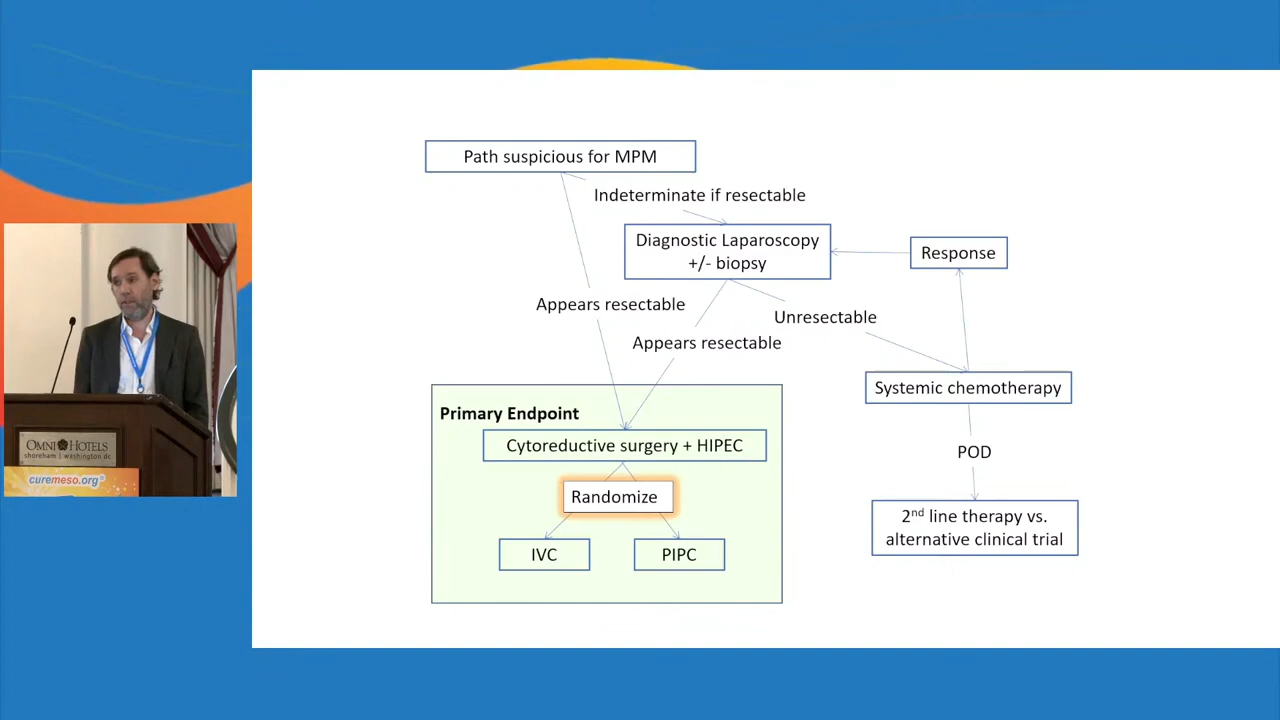 Path suspicious for MPM
Indeterminate if resectable
Diagnostic Laparoscopy
+/- biopsy
Response
Appears resectable
Unresectable
Appears resectable
Systemic chemotherapy
Primary Endpoint
Cytoreductive surgery + HIPEC
POD
Randomize
2nd line therapy vs.
alternative clinical trial
IVC
PIPC
OMNI HOTELS
shoreham | washington dc
curemeso.org